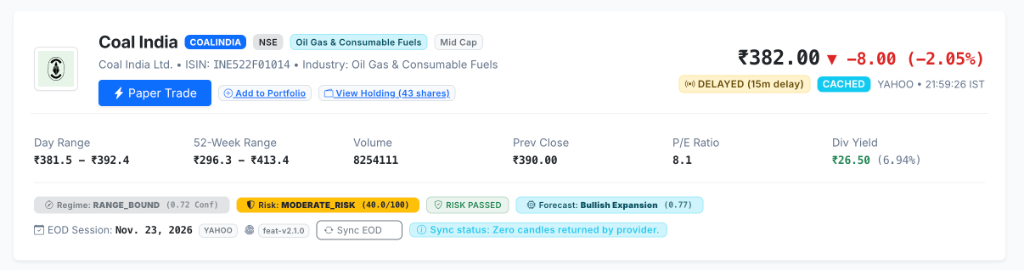 Coal India COALINDIA NSE Oil Gas & Consumable Fuels Mid Cap
Coal India Ltd. • ISIN: INE522F01014 • Industry: Oil Gas & Consumable Fuels
Paper Trade Add to Portfolio View Holding (43 shares)
₹382.00 ▼ -8.00 (-2.05%)
DELAYED (15m delay) CACHED YAHOO • 21:59:26 IST
Day Range
₹381.5 – ₹392.4
52-Week Range
₹296.3 – ₹413.4
Volume
8254111
Prev Close
₹390.00
P/E Ratio
8.1
Div Yield
₹26.50 (6.94%)
Regime: RANGE_BOUND (0.72 Conf) Risk: MODERATE_RISK (40.0/100) RISK PASSED Forecast: Bullish Expansion (0.77)
EOD Session: Nov. 23, 2026 YAHOO feat-v2.1.0 Sync EOD Sync status: Zero candles returned by provider.